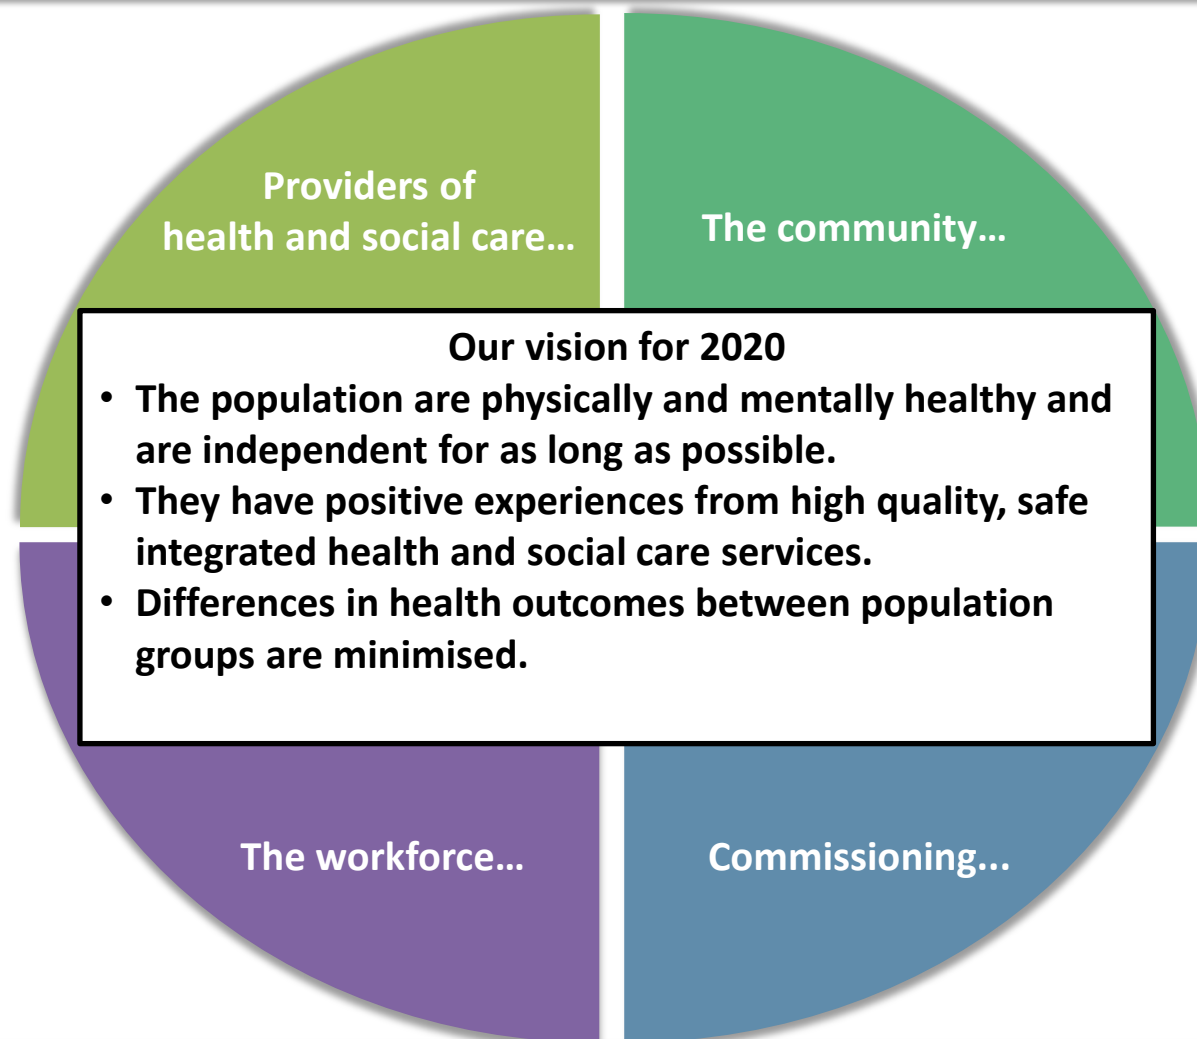 Providers of
health and social care…
The community…
Our vision for 2020
• The population are physically and mentally healthy and
are independent for as long as possible.
• They have positive experiences from high quality, safe
integrated health and social care services.
• Differences in health outcomes between population
groups are minimised.
The workforce…
Commissioning...